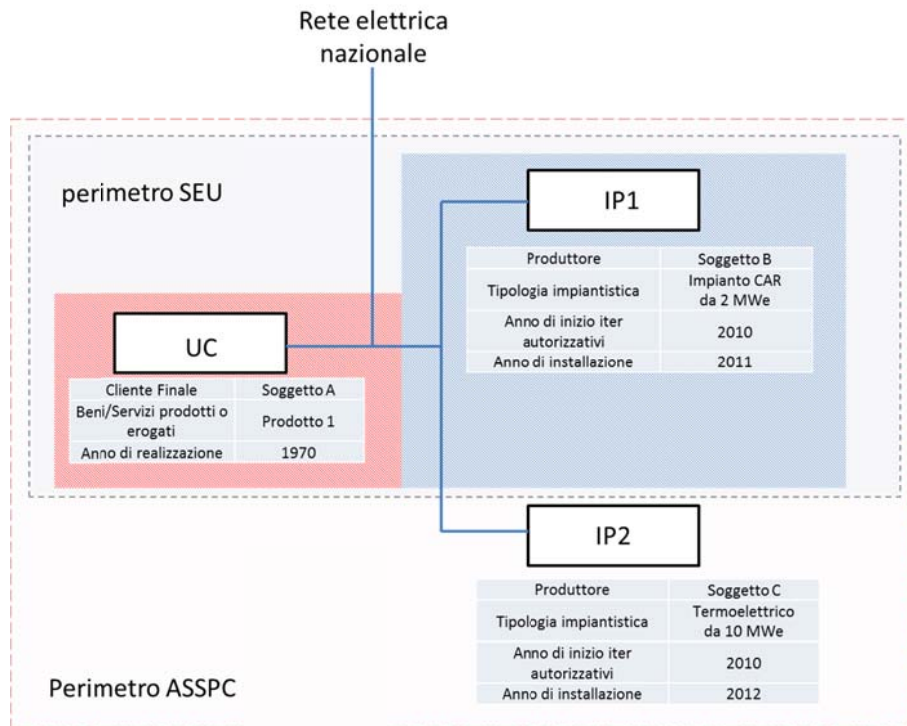 Rete elettrica
nazionale
perimetro SEU
IP1
Produttore Soggetto B
Tipologia impiantistica Impianto CAR
da 2 MWe
Anno di inizio iter
autorizzativi 2010
Anno di installazione 2011
UC
Cliente Finale Soggetto A
Beni/Servizi prodotti o
erogati Prodotto 1
Anno di realizzazione 1970
IP2
Produttore Soggetto C
Tipologia impiantistica Termoelettrico
da 10 MWe
Anno di inizio iter
autorizzativi 2010
Anno di installazione 2012
Perimetro ASSPC